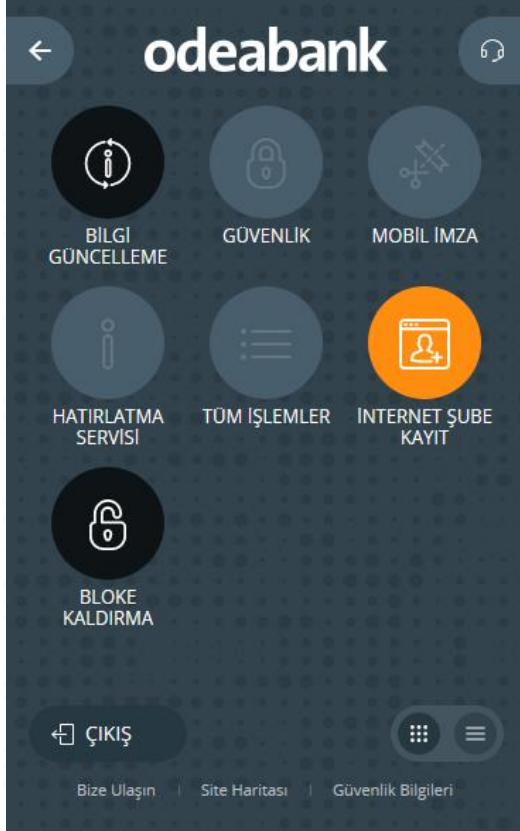 odeabank
BİLGİ
GÜNCELLEME
GÜVENLİK
MOBİL İMZA
HATIRLATMA
SERVİSİ
TÜM İŞLEMLER
İNTERNET ŞUBE
KAYIT
BLOKE
KALDIRMA
ÇIKIŞ
Bize Ulaşın | Site Haritası | Güvenlik Bilgileri